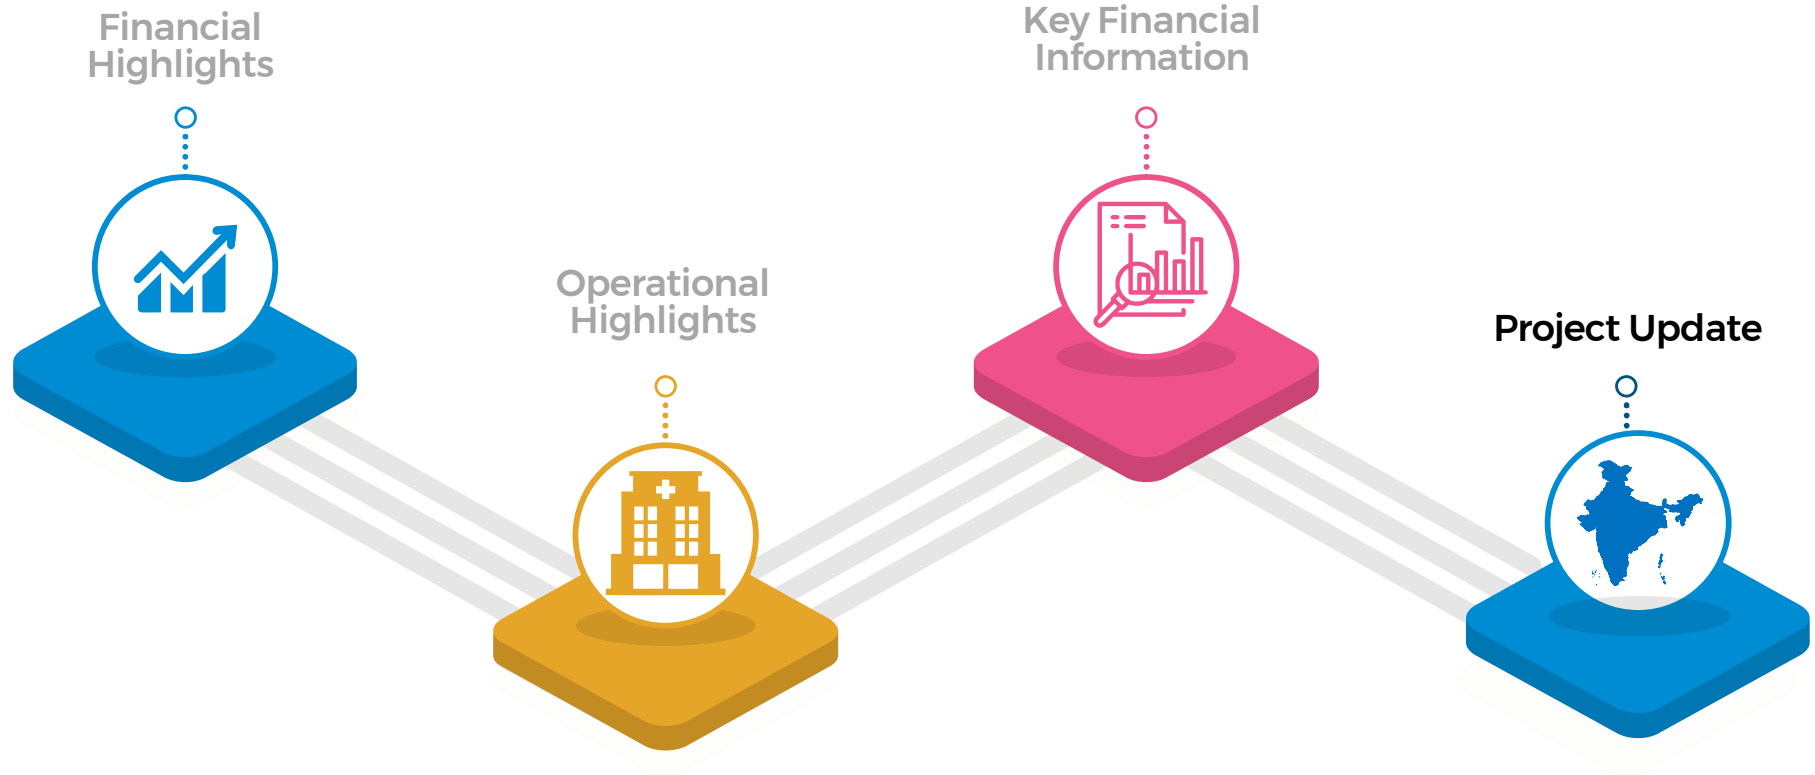 Financial
Highlights
Operational
Highlights
Key Financial
Information
Project Update